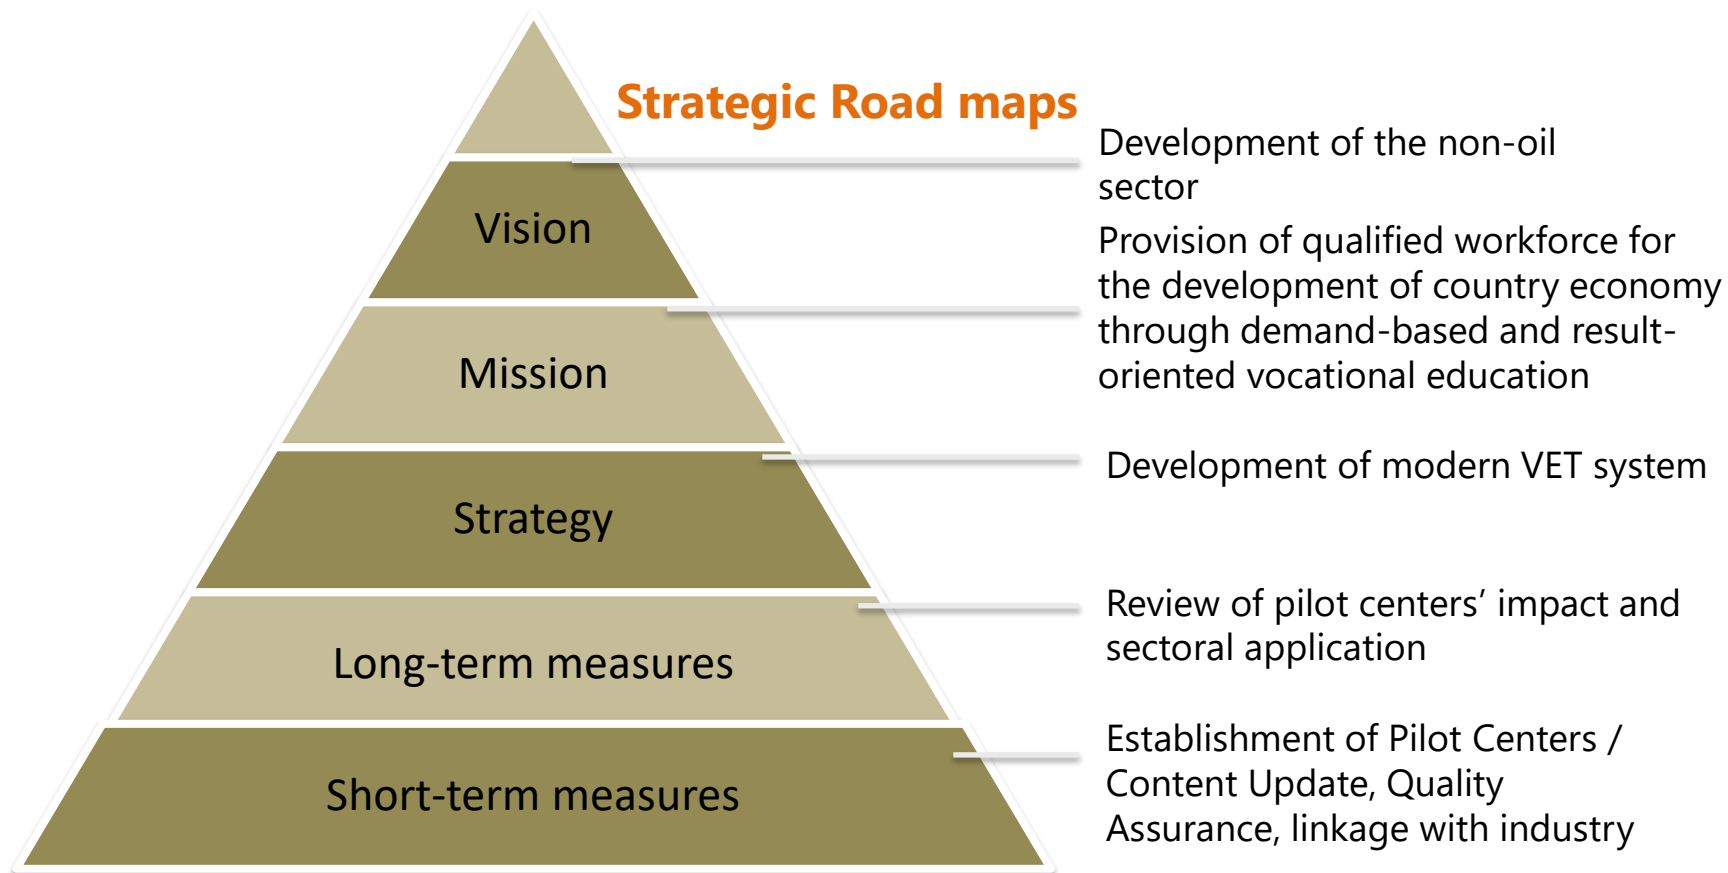 Strategic Road maps
Development of the non-oil
sector
Vision
Provision of qualified workforce for
the development of country economy
through demand-based and result-
oriented vocational education
Mission
Development of modern VET system
Strategy
Review of pilot centers’ impact and
sectoral application
Long-term measures
Establishment of Pilot Centers /
Content Update, Quality
Assurance, linkage with industry
Short-term measures